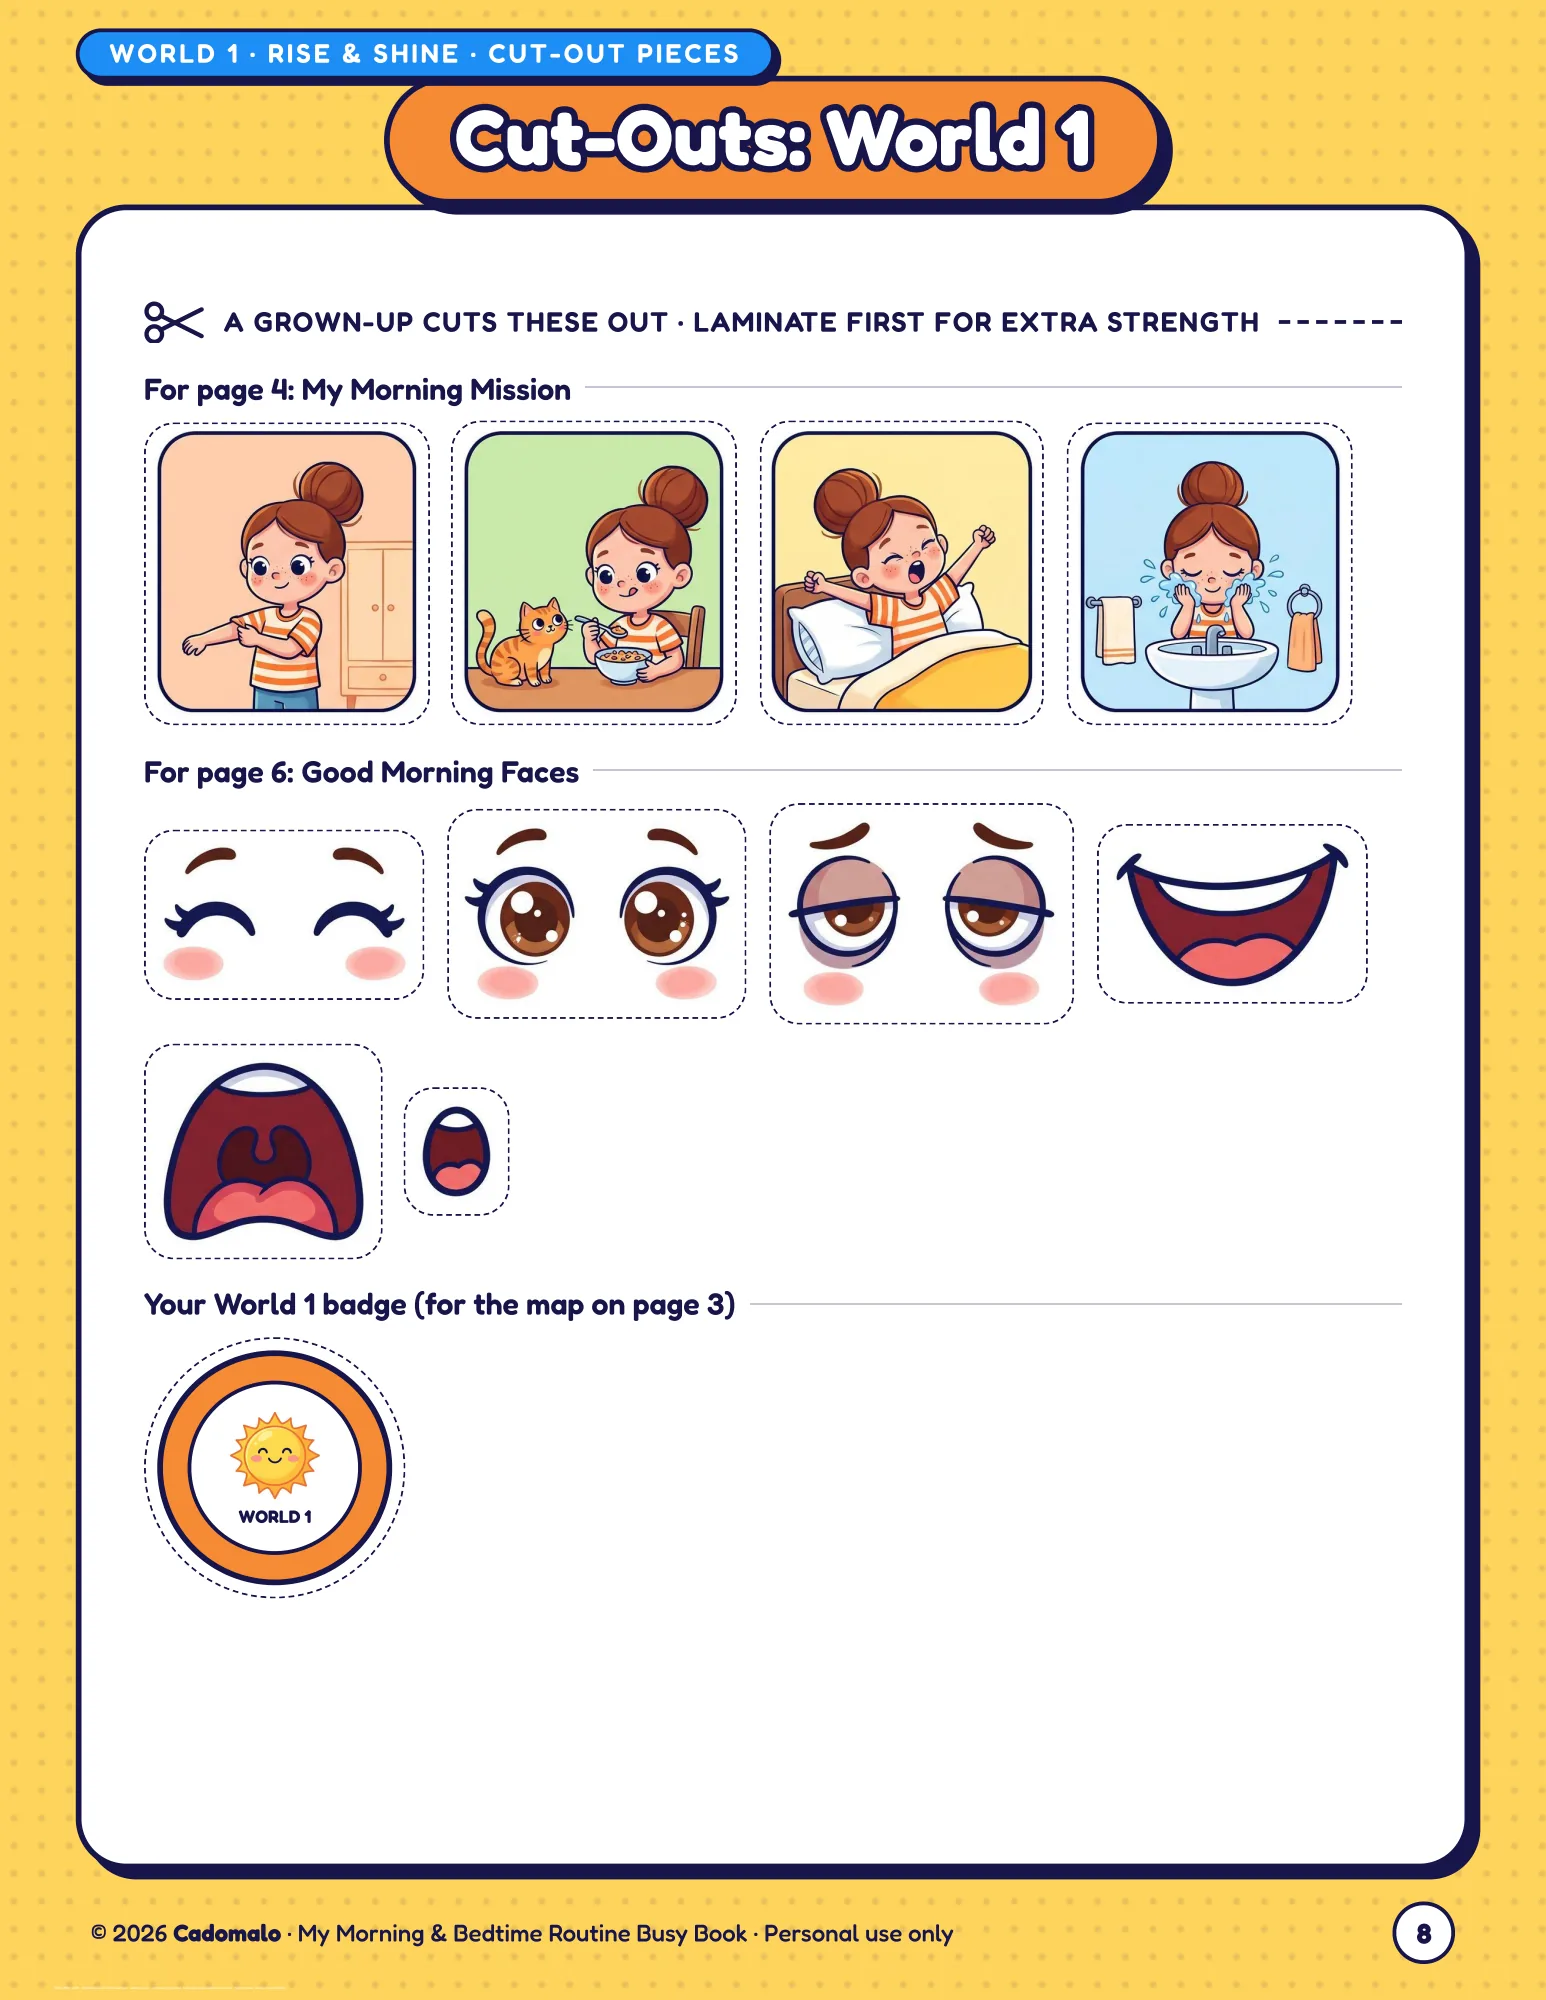 WORLD 1 · RISE & SHINE · CUT-OUT PIECES
Cut-Outs: World 1
A GROWN-UP CUTS THESE OUT · LAMINATE FIRST FOR EXTRA STRENGTH
For page 4: My Morning Mission
For page 6: Good Morning Faces
Your World 1 badge (for the map on page 3)
WORLD 1
© 2026 Cadomalo · My Morning & Bedtime Routine Busy Book · Personal use only
8